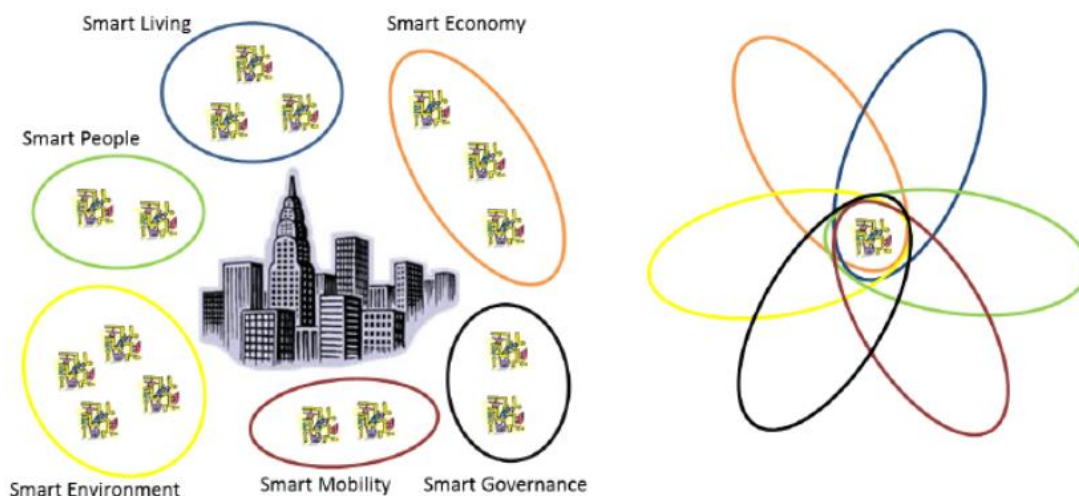 Smart Living
Smart Economy
Smart People
Smart Environment
Smart Mobility
Smart Governance